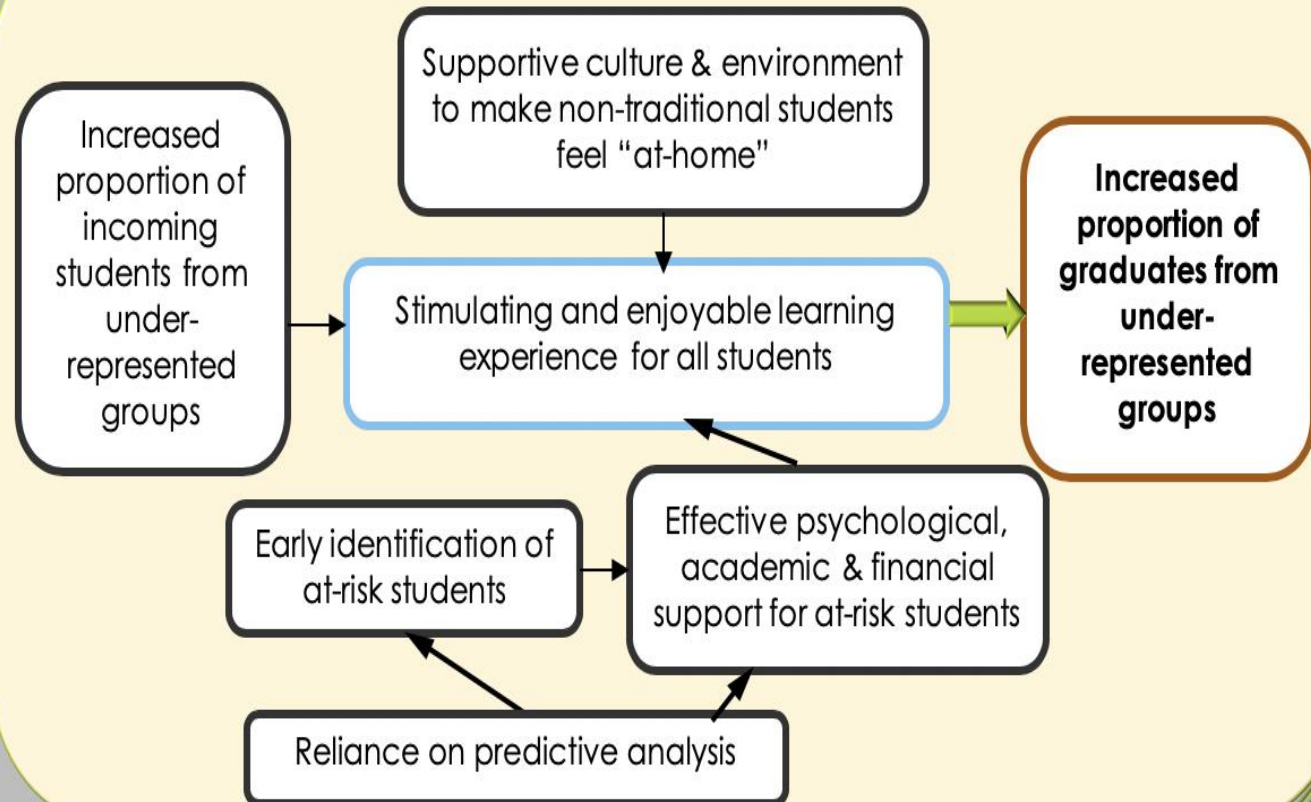 Supportive culture & environment
to make non-traditional students
feel “at-home”
Increased
proportion of
incoming
students from
under-
represented
groups
Stimulating and enjoyable learning
experience for all students
Increased
proportion of
graduates from
under-
represented
groups
Early identification of
at-risk students
Effective psychological,
academic & financial
support for at-risk students
Reliance on predictive analysis